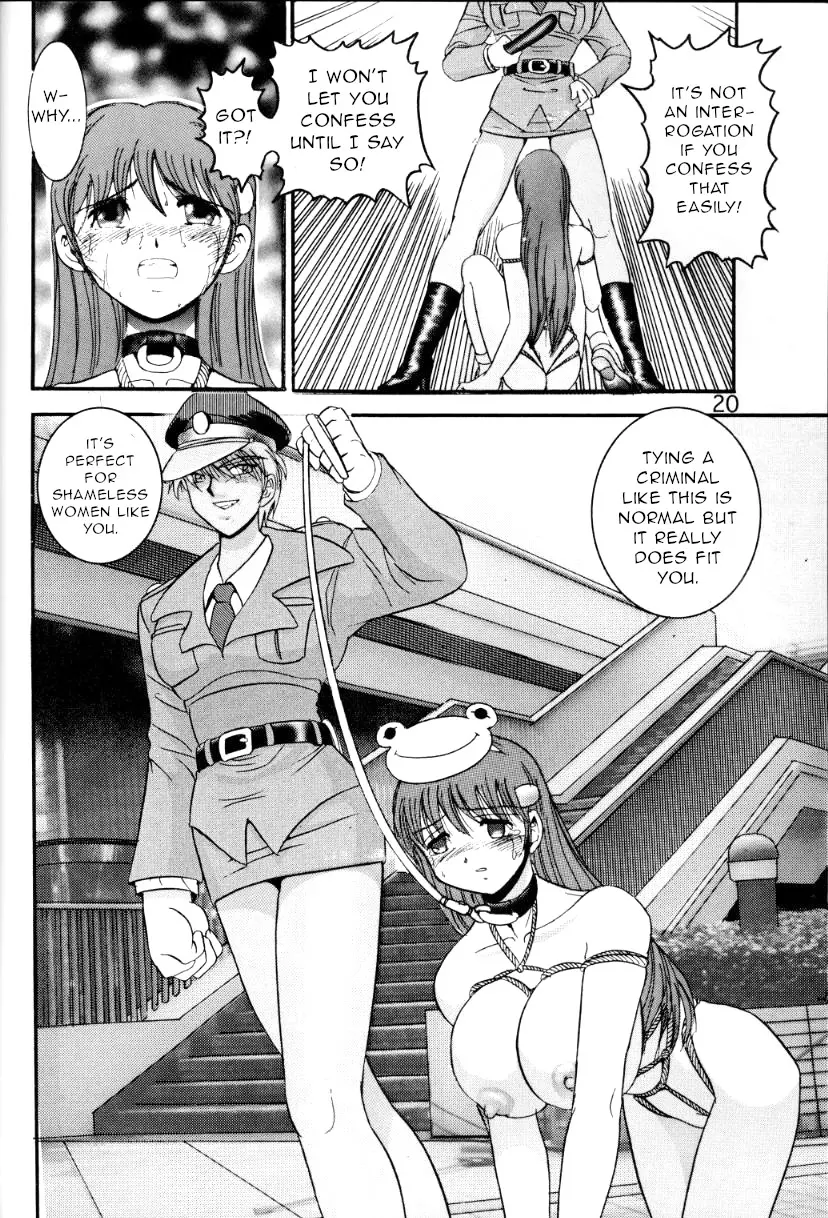 IT'S NOT
AN INTER-
ROGATION
IF YOU
CONFESS
THAT
EASILY!
I WON'T
LET YOU
CONFESS
UNTIL I SAY
SO!
GOT
IT?!
W-
WHY...
20
TYING A
CRIMINAL
LIKE THIS IS
NORMAL BUT
IT REALLY
DOES FIT
YOU.
IT'S
PERFECT
FOR
SHAMELESS
WOMEN LIKE
YOU.